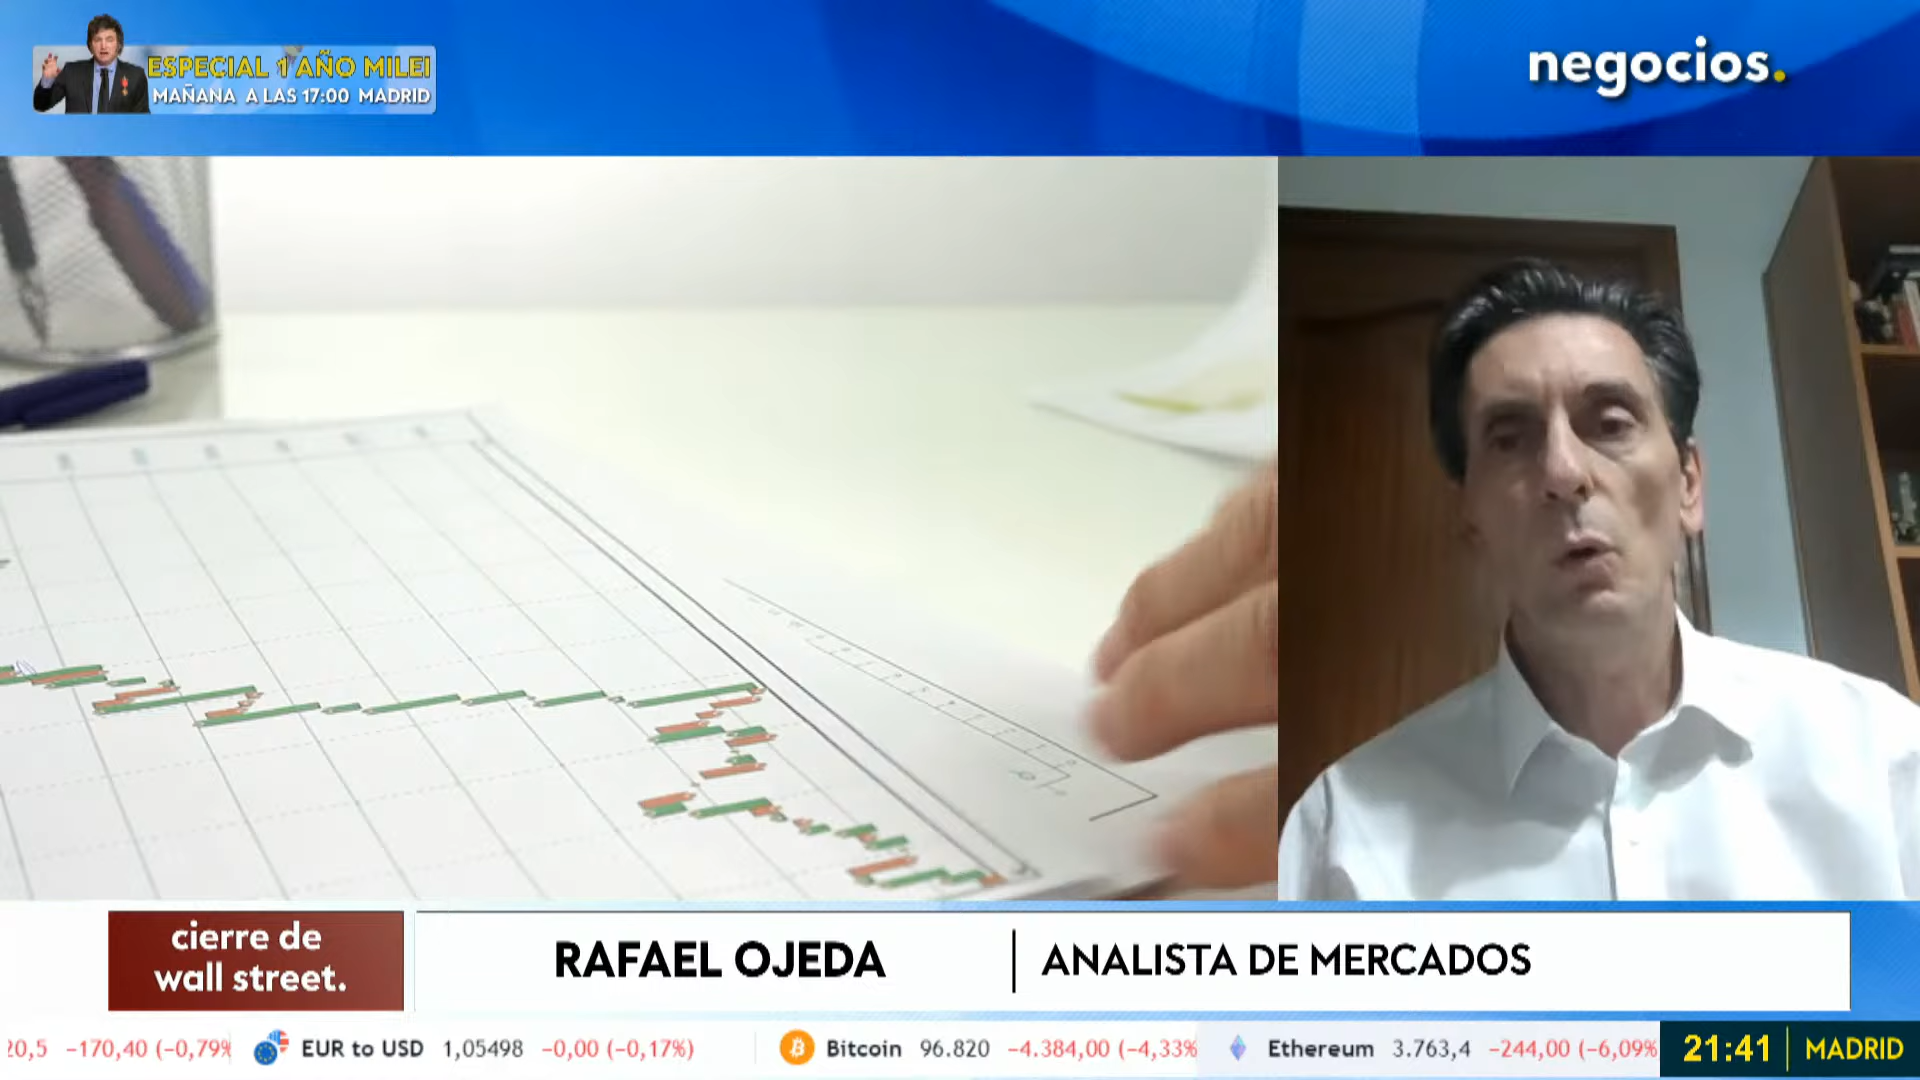 ESPECIAL 1 AÑO MILEI
MAÑANA A LAS 17:00 MADRID
negocios.
cierre de
wall street.
RAFAEL OJEDA
ANALISTA DE MERCADOS
20,5 -170,40 (-0,79% EUR to USD 1,05498 -0,00 (-0,17%) Bitcoin 96.820 -4.384,00 (-4,33% Ethereum 3.763,4 -244,00 (-6,09% 21:41 MADRID